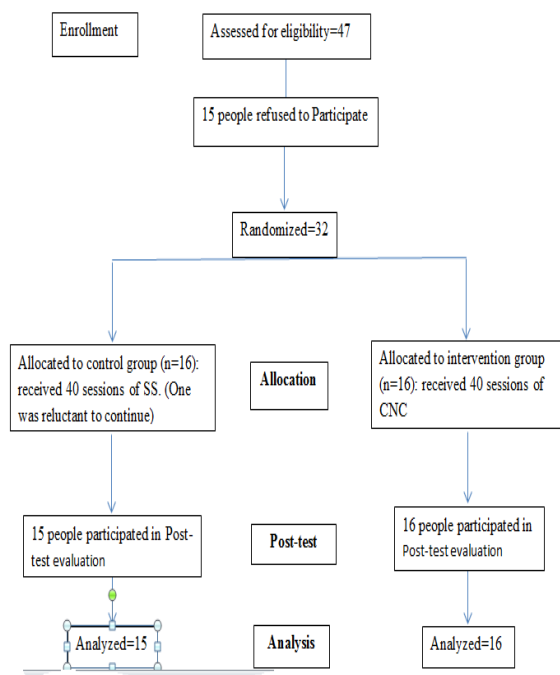 Enrollment
Assessed for eligibility=47
15 people refused to Participate
Randomized=32
Allocated to control group (n=16):
received 40 sessions of SS. (One
was reluctant to continue)
Allocation
Allocated to intervention group
(n=16): received 40 sessions of
CNC
15 people participated in Post-
test evaluation
Post-test
16 people participated in
Post-test evaluation
Analyzed=15
Analysis
Analyzed=16